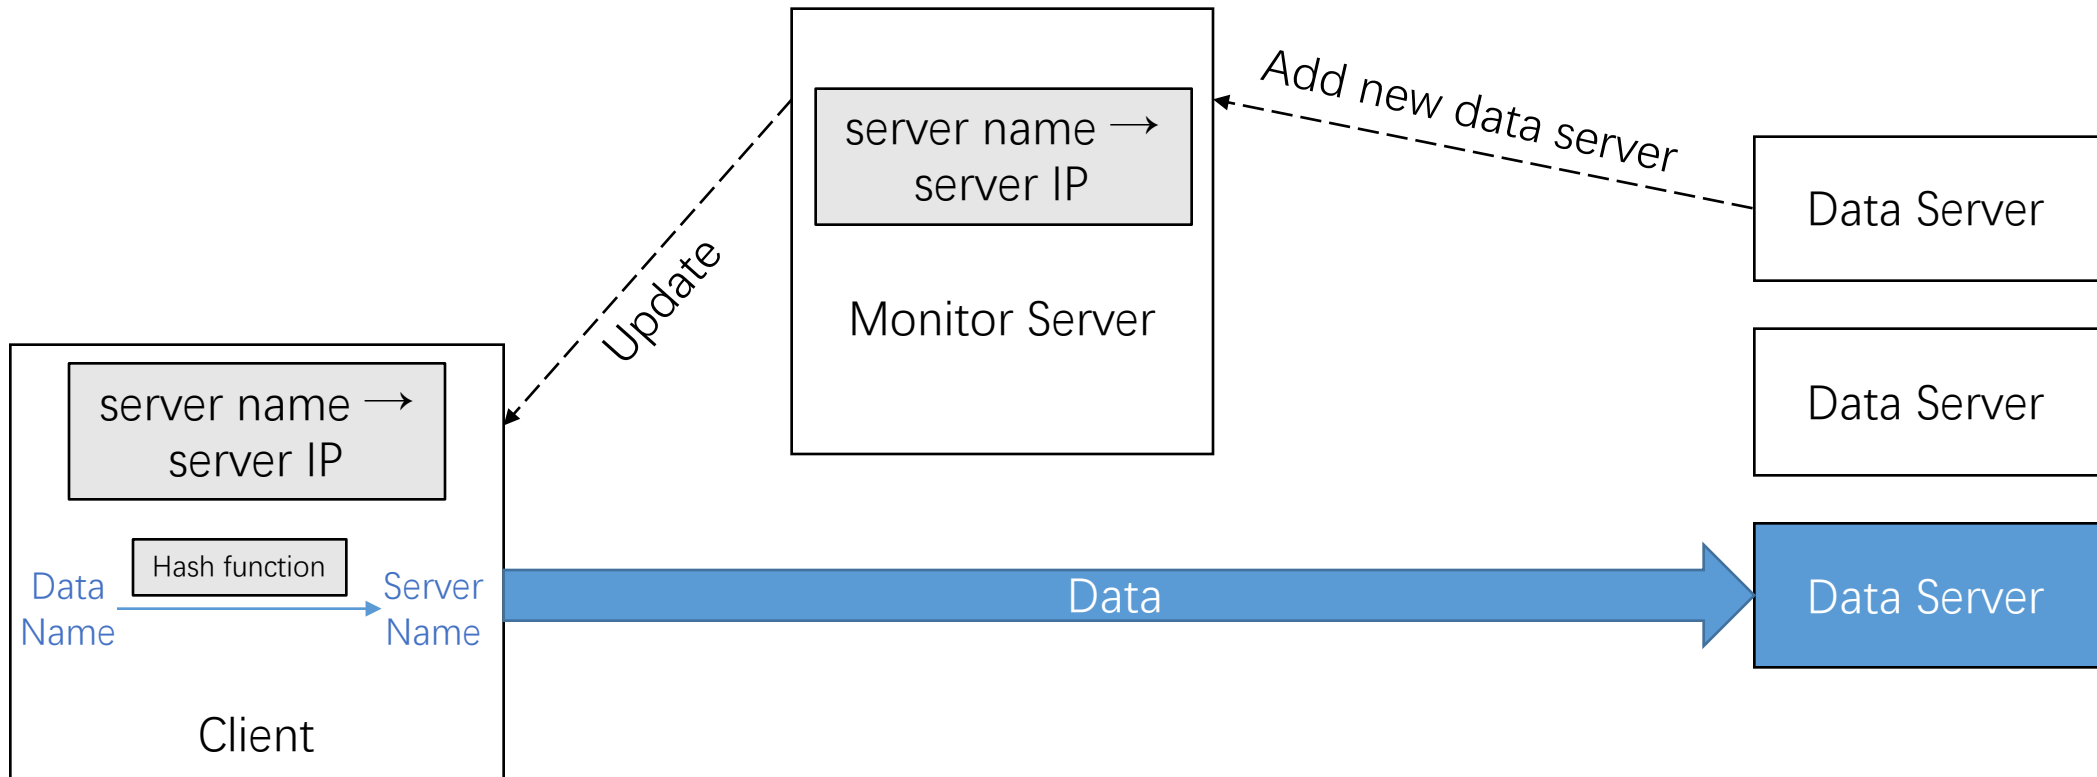 Add new data server
server name →
server IP
Monitor Server
Update
Data Server
Data Server
Data Server
server name →
server IP
Hash function
Data
Name
Server
Name
Data
Client